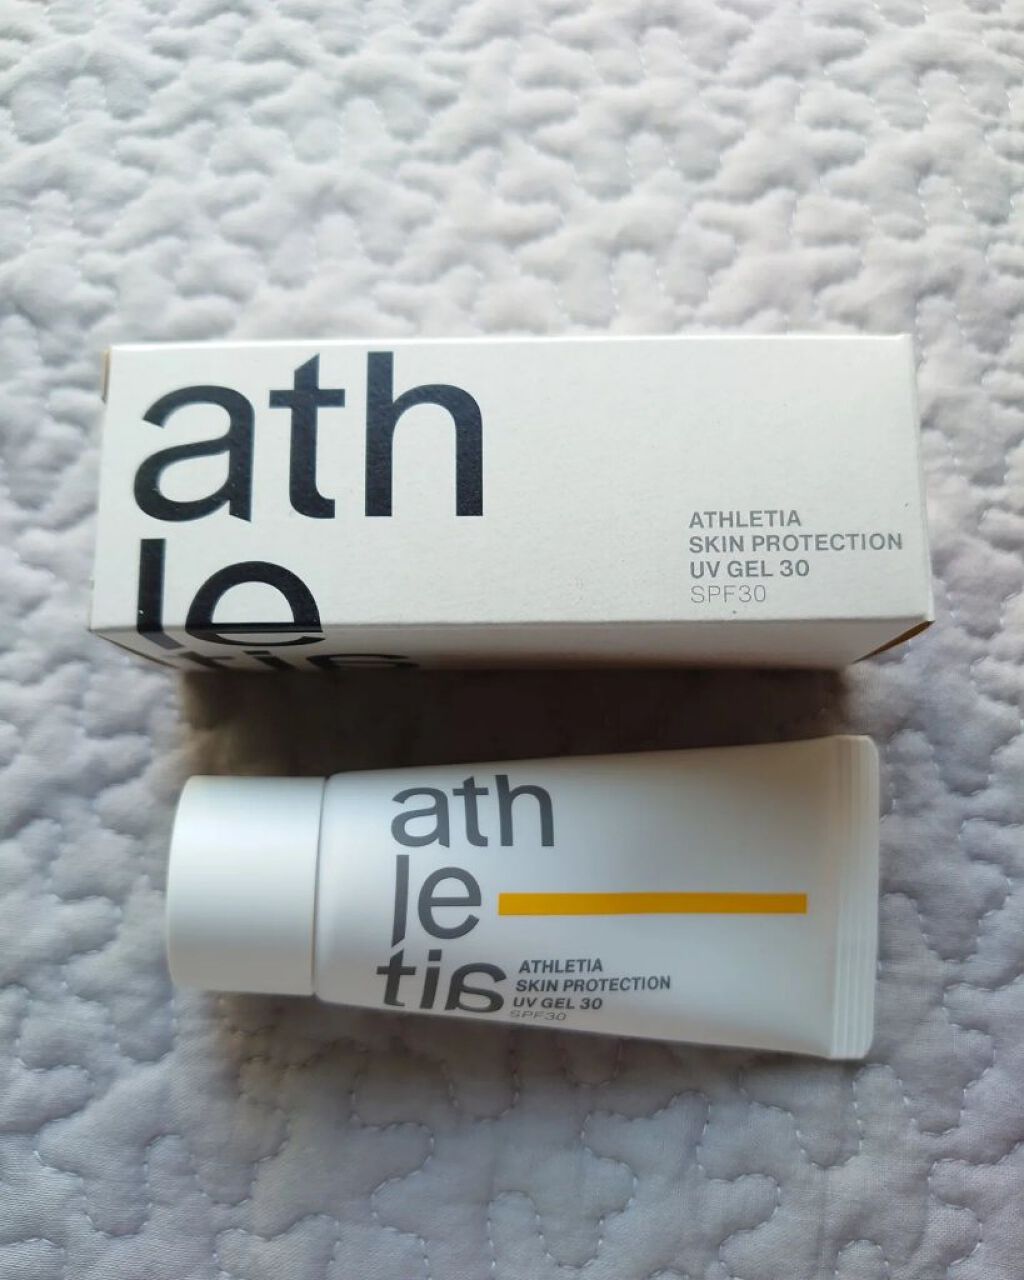 ath
le
tia
ATHLETIA
SKIN PROTECTION
UV GEL 30
SPF30
ath
le
tia
ATHLETIA
SKIN PROTECTION
UV GEL 30
SPF30